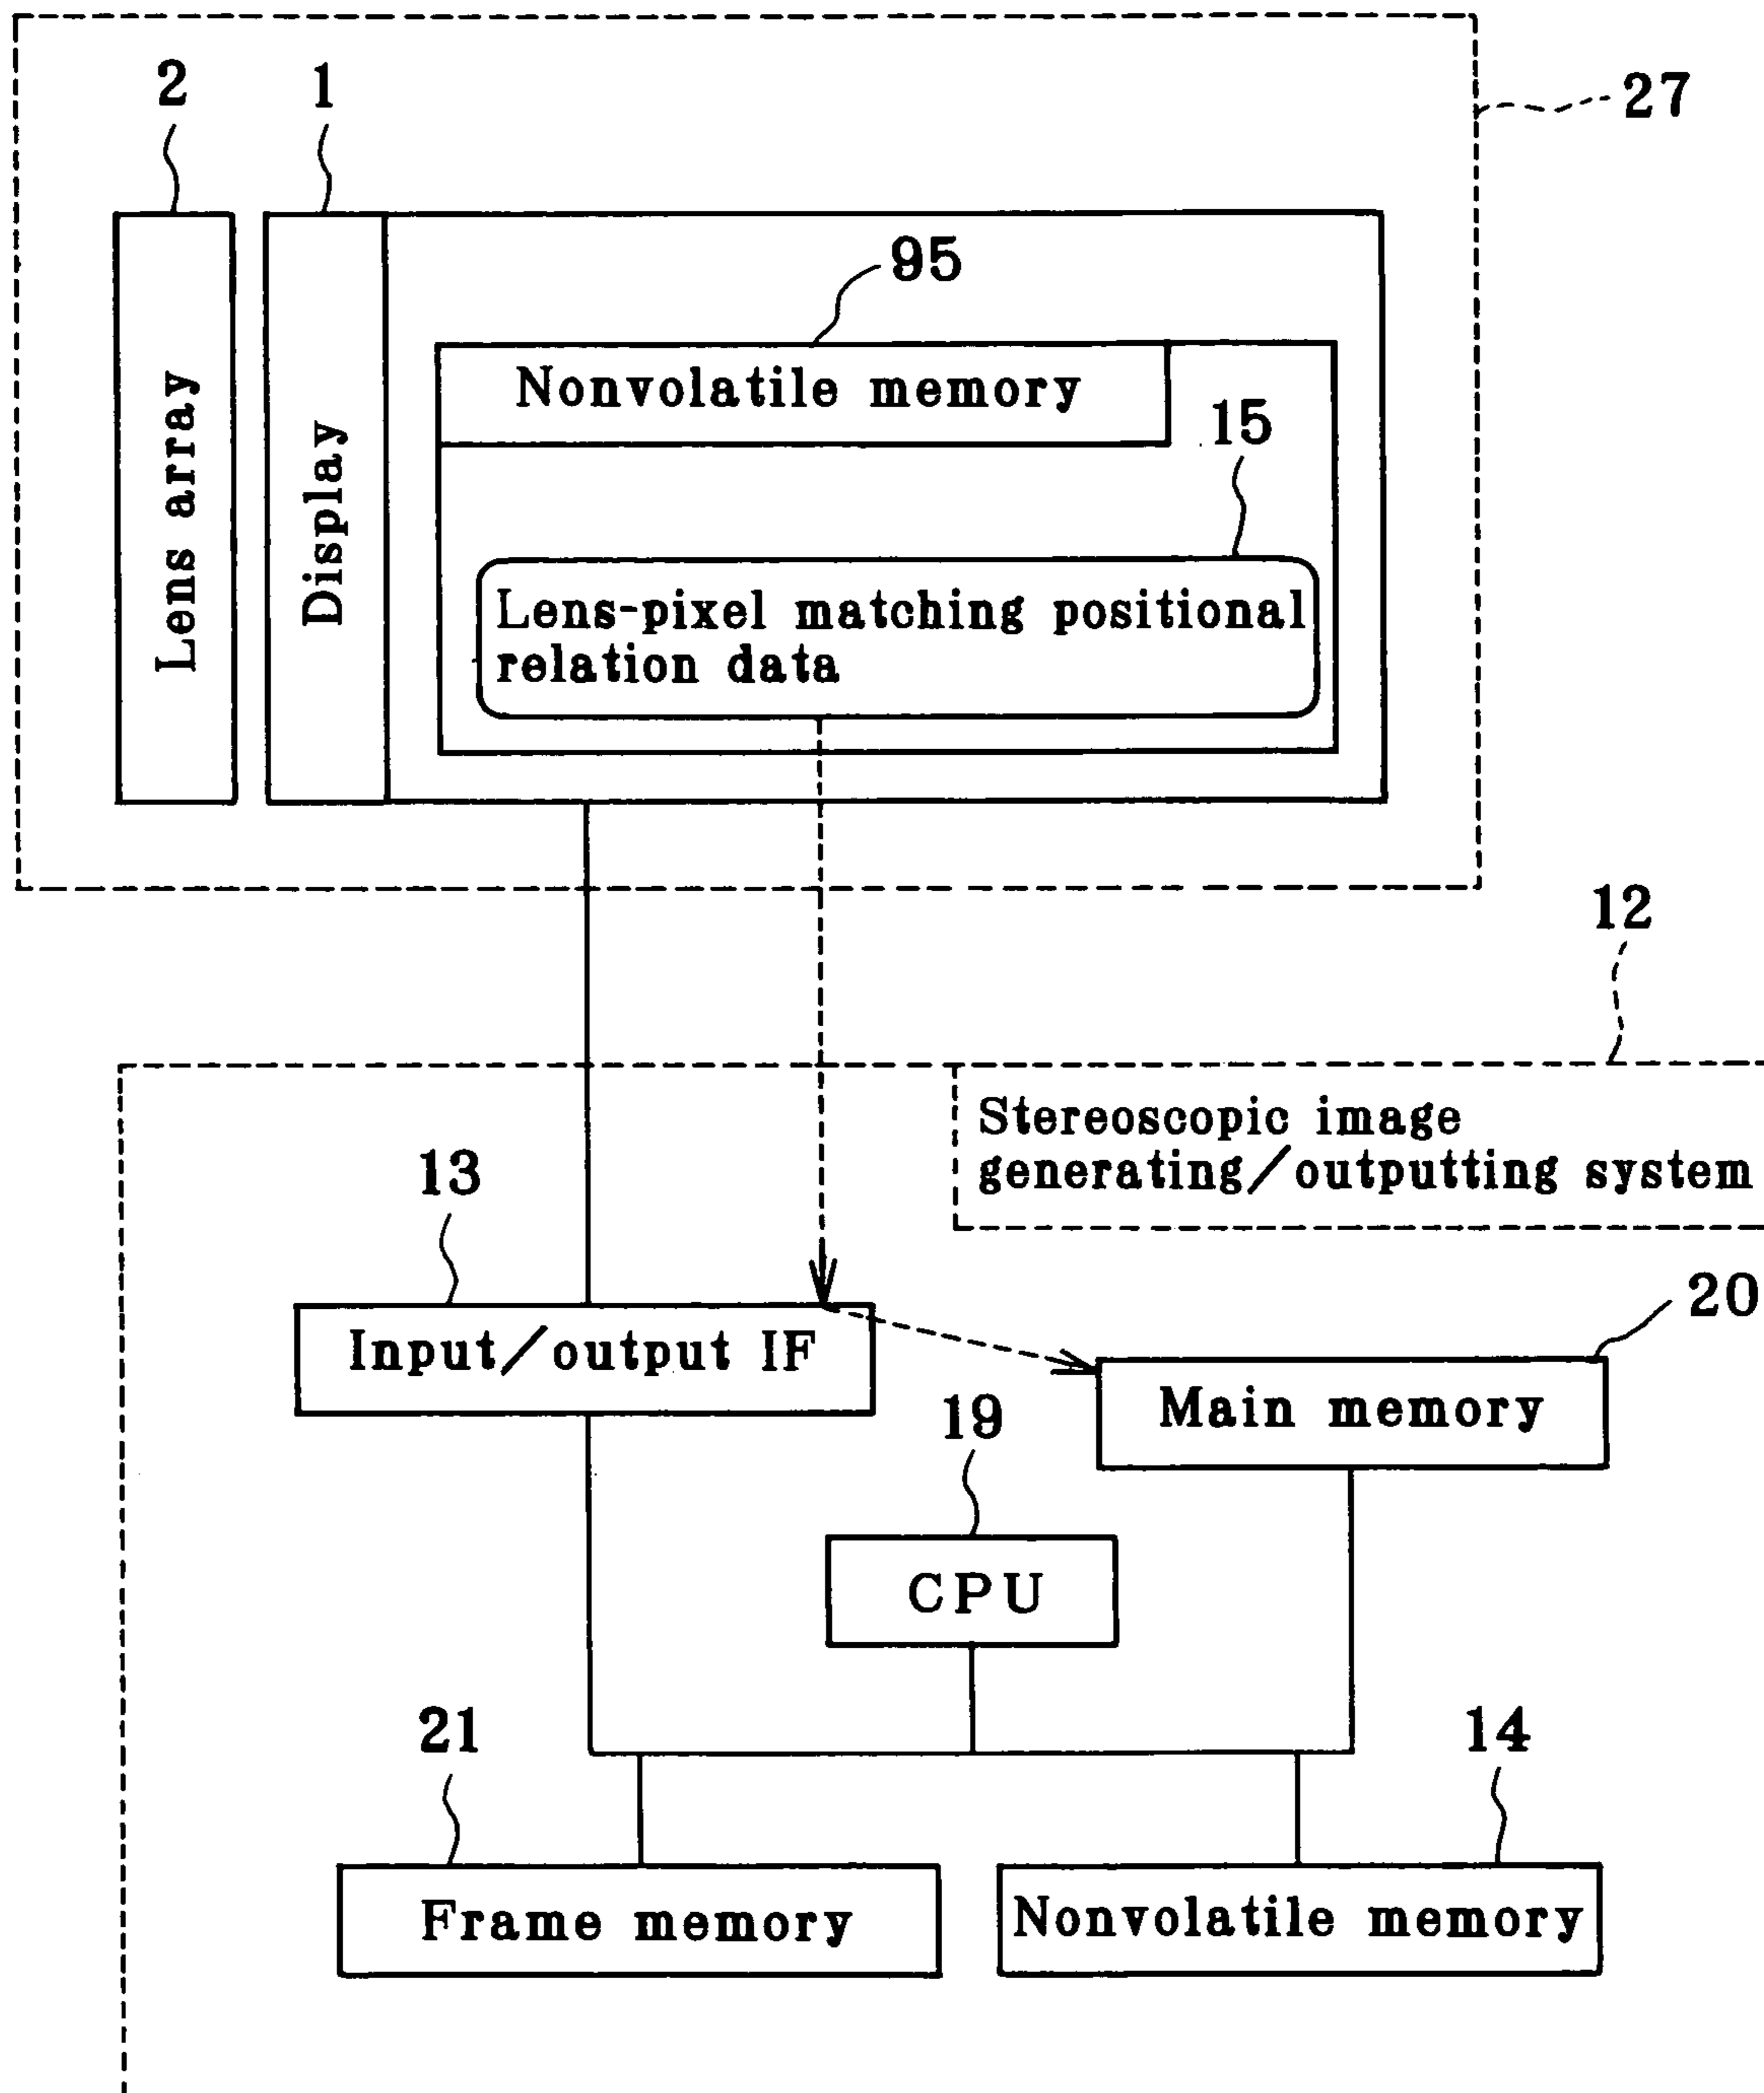 2
1
27
95
Nonvolatile memory
15
Lens array
Display
Lens-pixel matching positional
relation data
12
Stereoscopic image
generating/outputting system
13
20
Input/output IF
Main memory
19
CPU
21
14
Frame memory
Nonvolatile memory